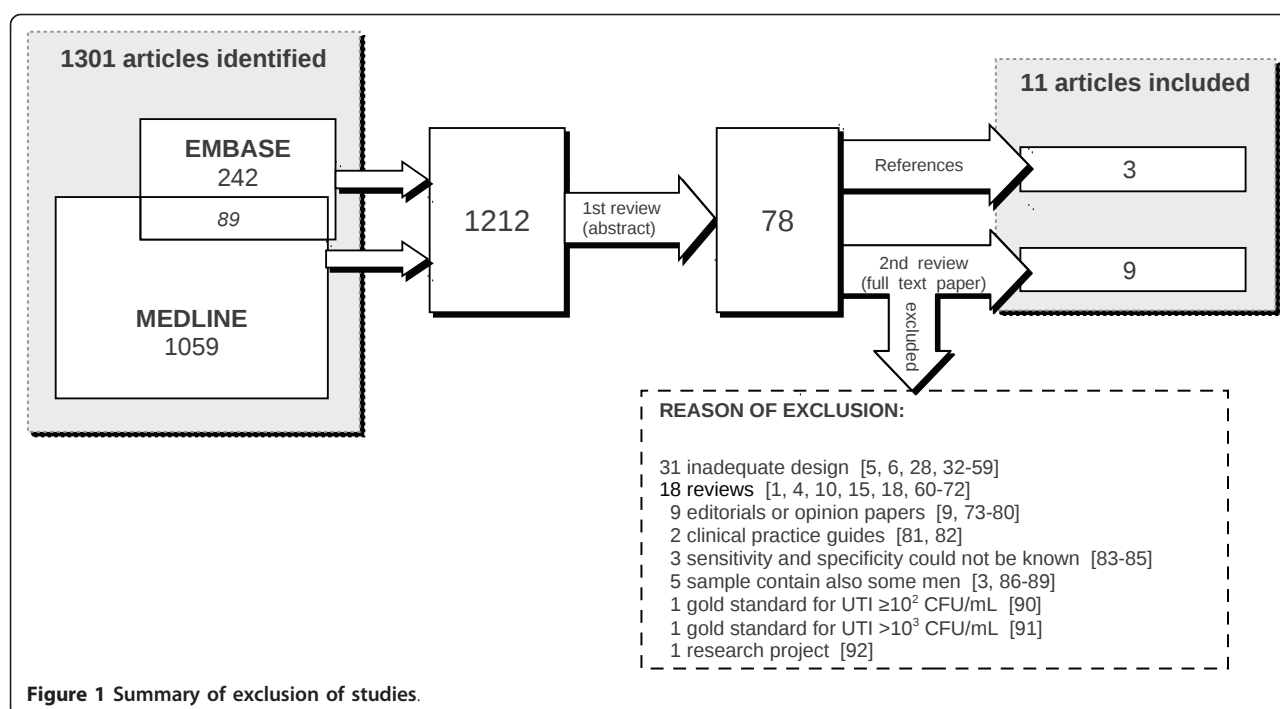 1301 articles identified
EMBASE
242
89
MEDLINE
1059
1212
1st review
(abstract)
78
References
2nd review
(full text paper)
excluded
11 articles included
3
9
REASON OF EXCLUSION:
31 inadequate design [5, 6, 28, 32-59]
18 reviews [1, 4, 10, 15, 18, 60-72]
9 editorials or opinion papers [9, 73-80]
2 clinical practice guides [81, 82]
3 sensitivity and specificity could not be known [83-85]
5 sample contain also some men [3, 86-89]
1 gold standard for UTI ≥10² CFU/mL [90]
1 gold standard for UTI >10³ CFU/mL [91]
1 research project [92]
Figure 1 Summary of exclusion of studies.